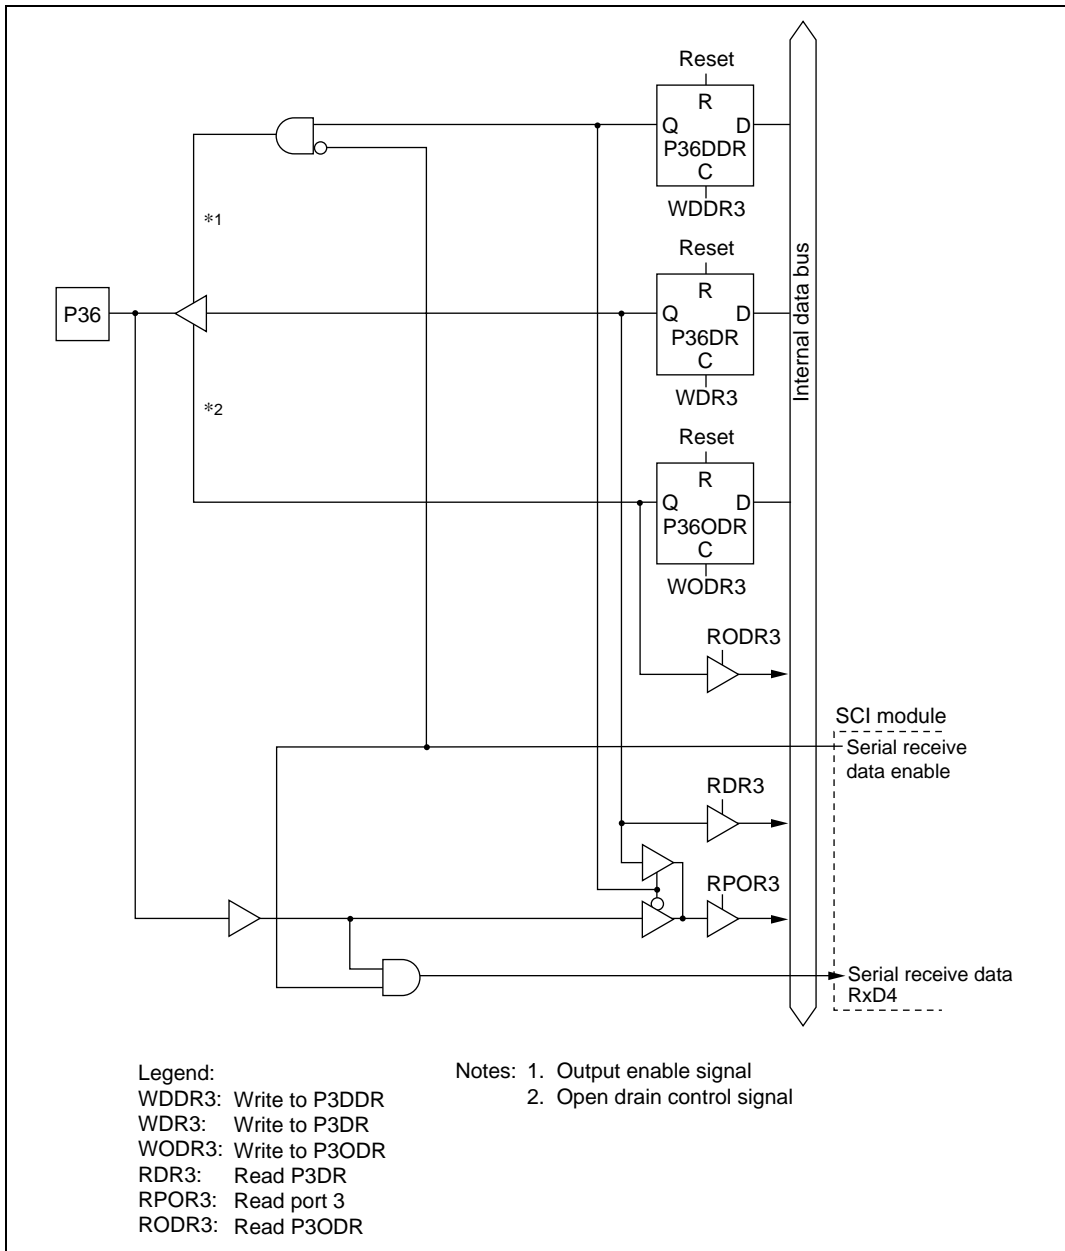 Reset
R
Q D
P36DDR
C
WDDR3
*1
Reset
R
P36
Q D
P36DR
C
WDR3
Internal data bus
*2
Reset
R
Q D
P36ODR
C
WODR3
RODR3
SCI module
Serial receive
data enable
RDR3
RPOR3
Serial receive data
RxD4
Legend:
WDDR3: Write to P3DDR
WDR3: Write to P3DR
WODR3: Write to P3ODR
RDR3: Read P3DR
RPOR3: Read port 3
RODR3: Read P3ODR
Notes: 1. Output enable signal
2. Open drain control signal